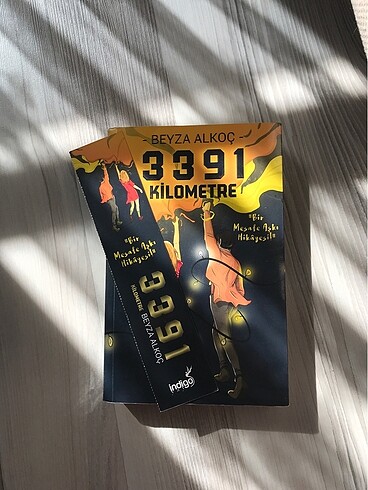 BEYZA ALKOÇ
3391
KİLOMETRE
"Bir
Mesafe Aşkı
Hikâyesi"
"Bir
Mesafe Aşkı
Hikâyesi"
3391
KİLOMETRE
BEYZA ALKOÇ
indigo